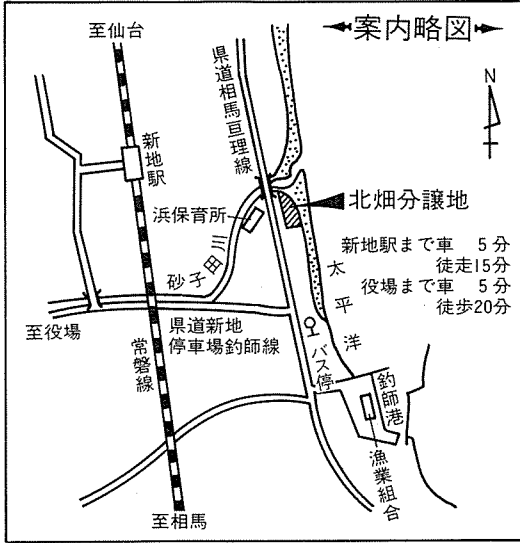 案内略図
至仙台
県道相馬亘理線
N
新地駅
浜保育所
北畑分譲地
新地駅まで車 5分
徒走15分
役場まで車 5分
徒歩20分
砂子田川
太平洋
至役場
県道新地
停車場釣師線
常磐線
バス停
釣師港
漁業組合
至相馬